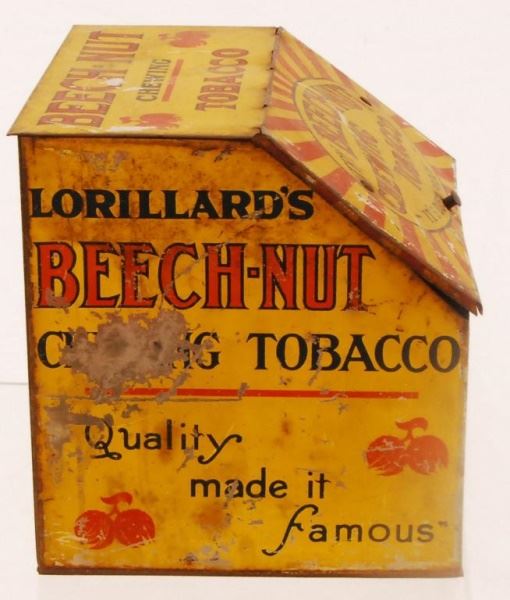 BEECH-NUT
CHEWING
TOBACCO
LORILLARD'S
BEECH-NUT
TOBACCO
Quality
made it
famous